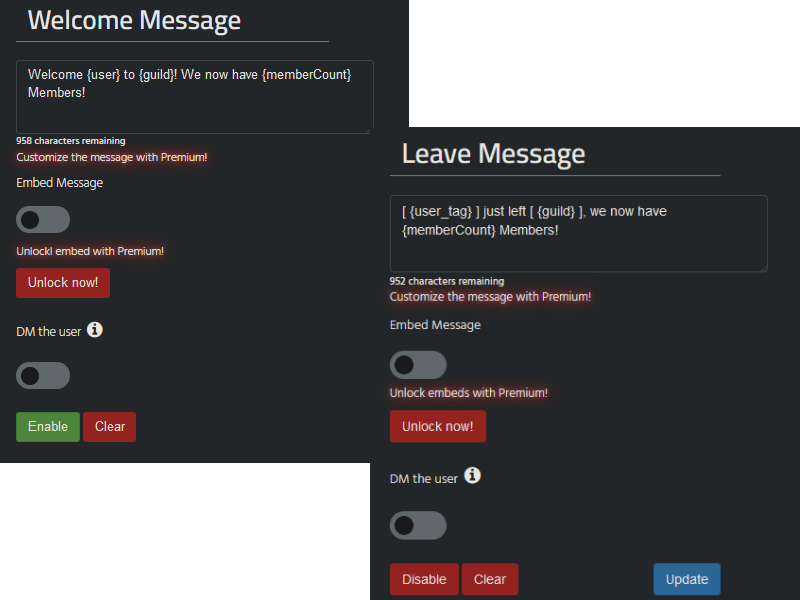 Welcome Message
Welcome {user} to {guild}! We now have {memberCount}
Members!
958 characters remaining
Customize the message with Premium!
Embed Message
Unlockl embed with Premium!
Unlock now!
DM the user
Enable Clear
Leave Message
[ {user_tag} ] just left [ {guild} ], we now have
{memberCount} Members!
952 characters remaining
Customize the message with Premium!
Embed Message
Unlock embeds with Premium!
Unlock now!
DM the user
Disable Clear Update